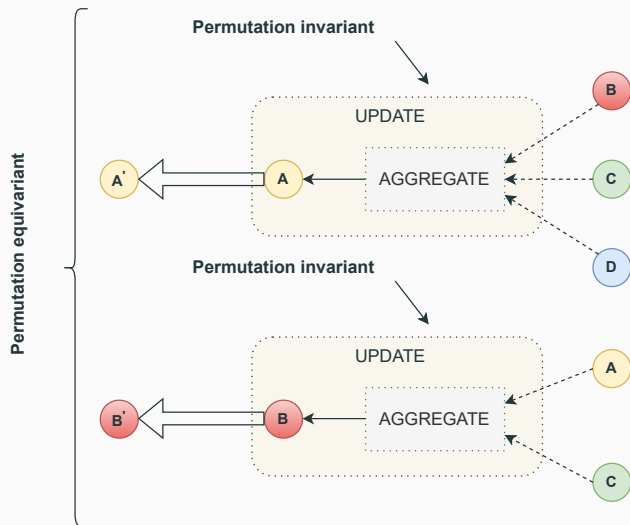 Permutation equivariant
Permutation invariant
B
UPDATE
A'
A
AGGREGATE
C
D
Permutation invariant
UPDATE
A
B'
B
AGGREGATE
C